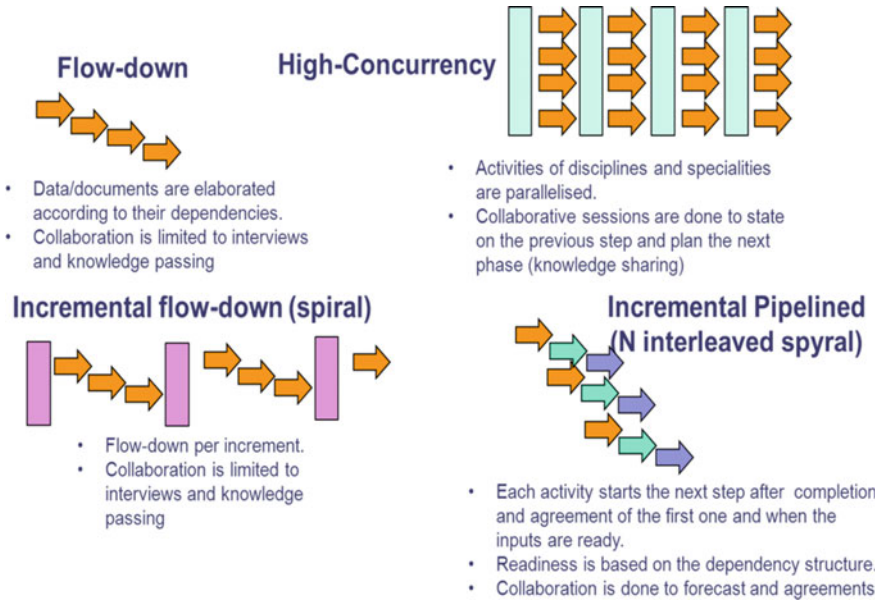 Flow-down
• Data/documents are elaborated
according to their dependencies.
• Collaboration is limited to interviews
and knowledge passing
High-Concurrency
• Activities of disciplines and specialities
are parallelised.
• Collaborative sessions are done to state
on the previous step and plan the next
phase (knowledge sharing)
Incremental flow-down (spiral)
• Flow-down per increment.
• Collaboration is limited to
interviews and knowledge
passing
Incremental Pipelined
(N interleaved spyral)
• Each activity starts the next step after completion
and agreement of the first one and when the
inputs are ready.
• Readiness is based on the dependency structure.
• Collaboration is done to forecast and agreements